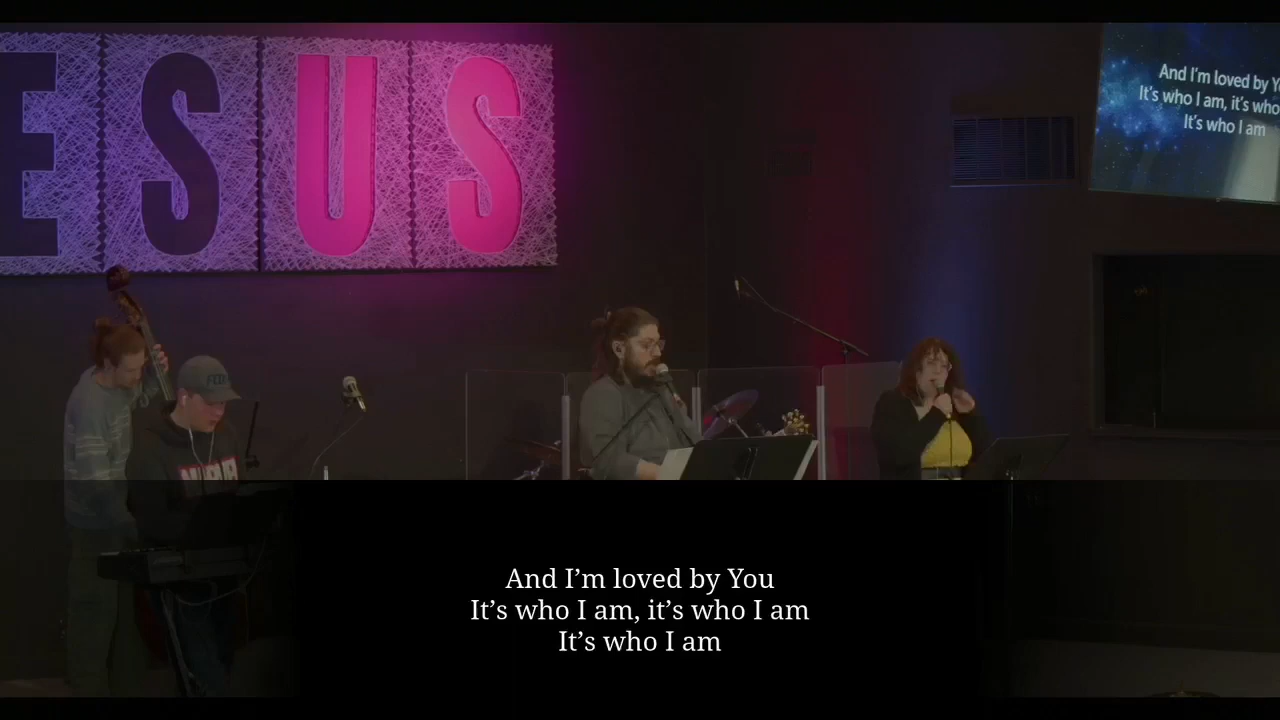 ESUS
And I'm loved by
It's who I am, it's who
It's who I am
And I’m loved by You
It’s who I am, it’s who I am
It’s who I am